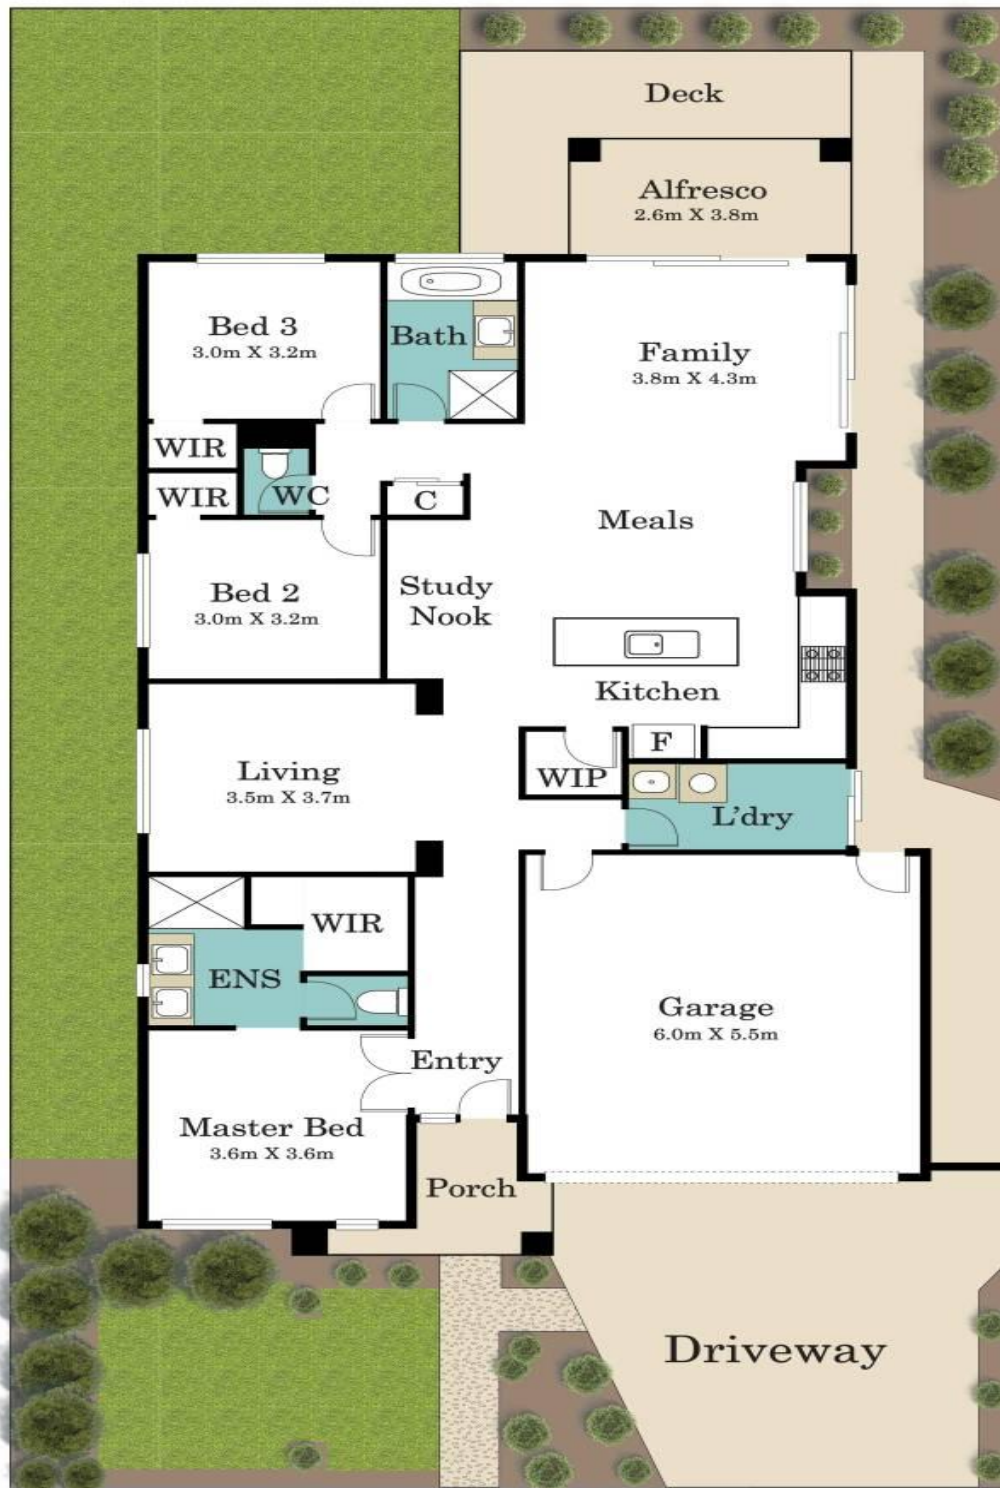 Deck
Alfresco
2.6m X 3.8m
Bed 3
3.0m X 3.2m
Bath
Family
3.8m X 4.3m
WIR
WIR
WC
C
Meals
Bed 2
3.0m X 3.2m
Study
Nook
Kitchen
F
WIP
Living
3.5m X 3.7m
L'dry
WIR
ENS
Garage
6.0m X 5.5m
Entry
Master Bed
3.6m X 3.6m
Porch
Driveway